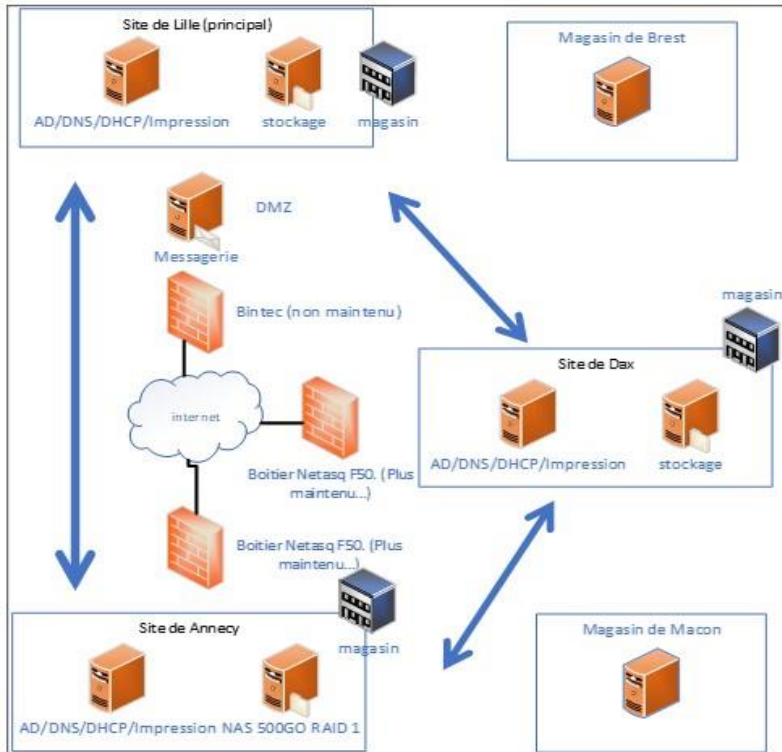 Site de Lille (principal)
AD/DNS/DHCP/Impression
stockage
magasin
Magasin de Brest
DMZ
Messagerie
Bintec (non maintenu)
magasin
internet
Site de Dax
AD/DNS/DHCP/Impression
stockage
Boitier Netasq F50. (Plus
maintenu...)
Boitier Netasq F50. (Plus
maintenu...)
Site de Annecy
magasin
AD/DNS/DHCP/Impression
NAS 500GO RAID 1
Magasin de Macon